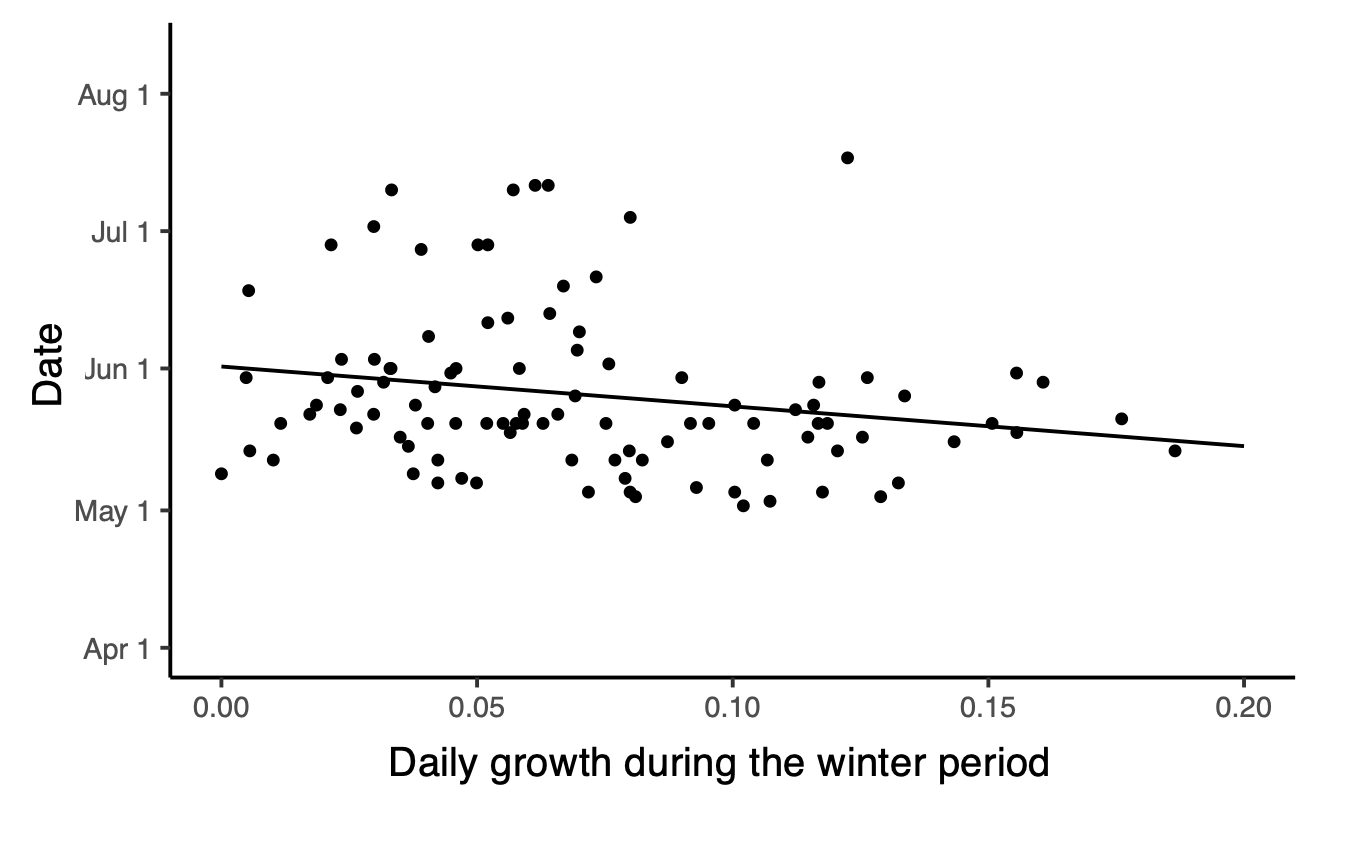 Aug 1
Jul 1
Jun 1
May 1
Apr 1
Date
0.00 0.05 0.10 0.15 0.20
Daily growth during the winter period